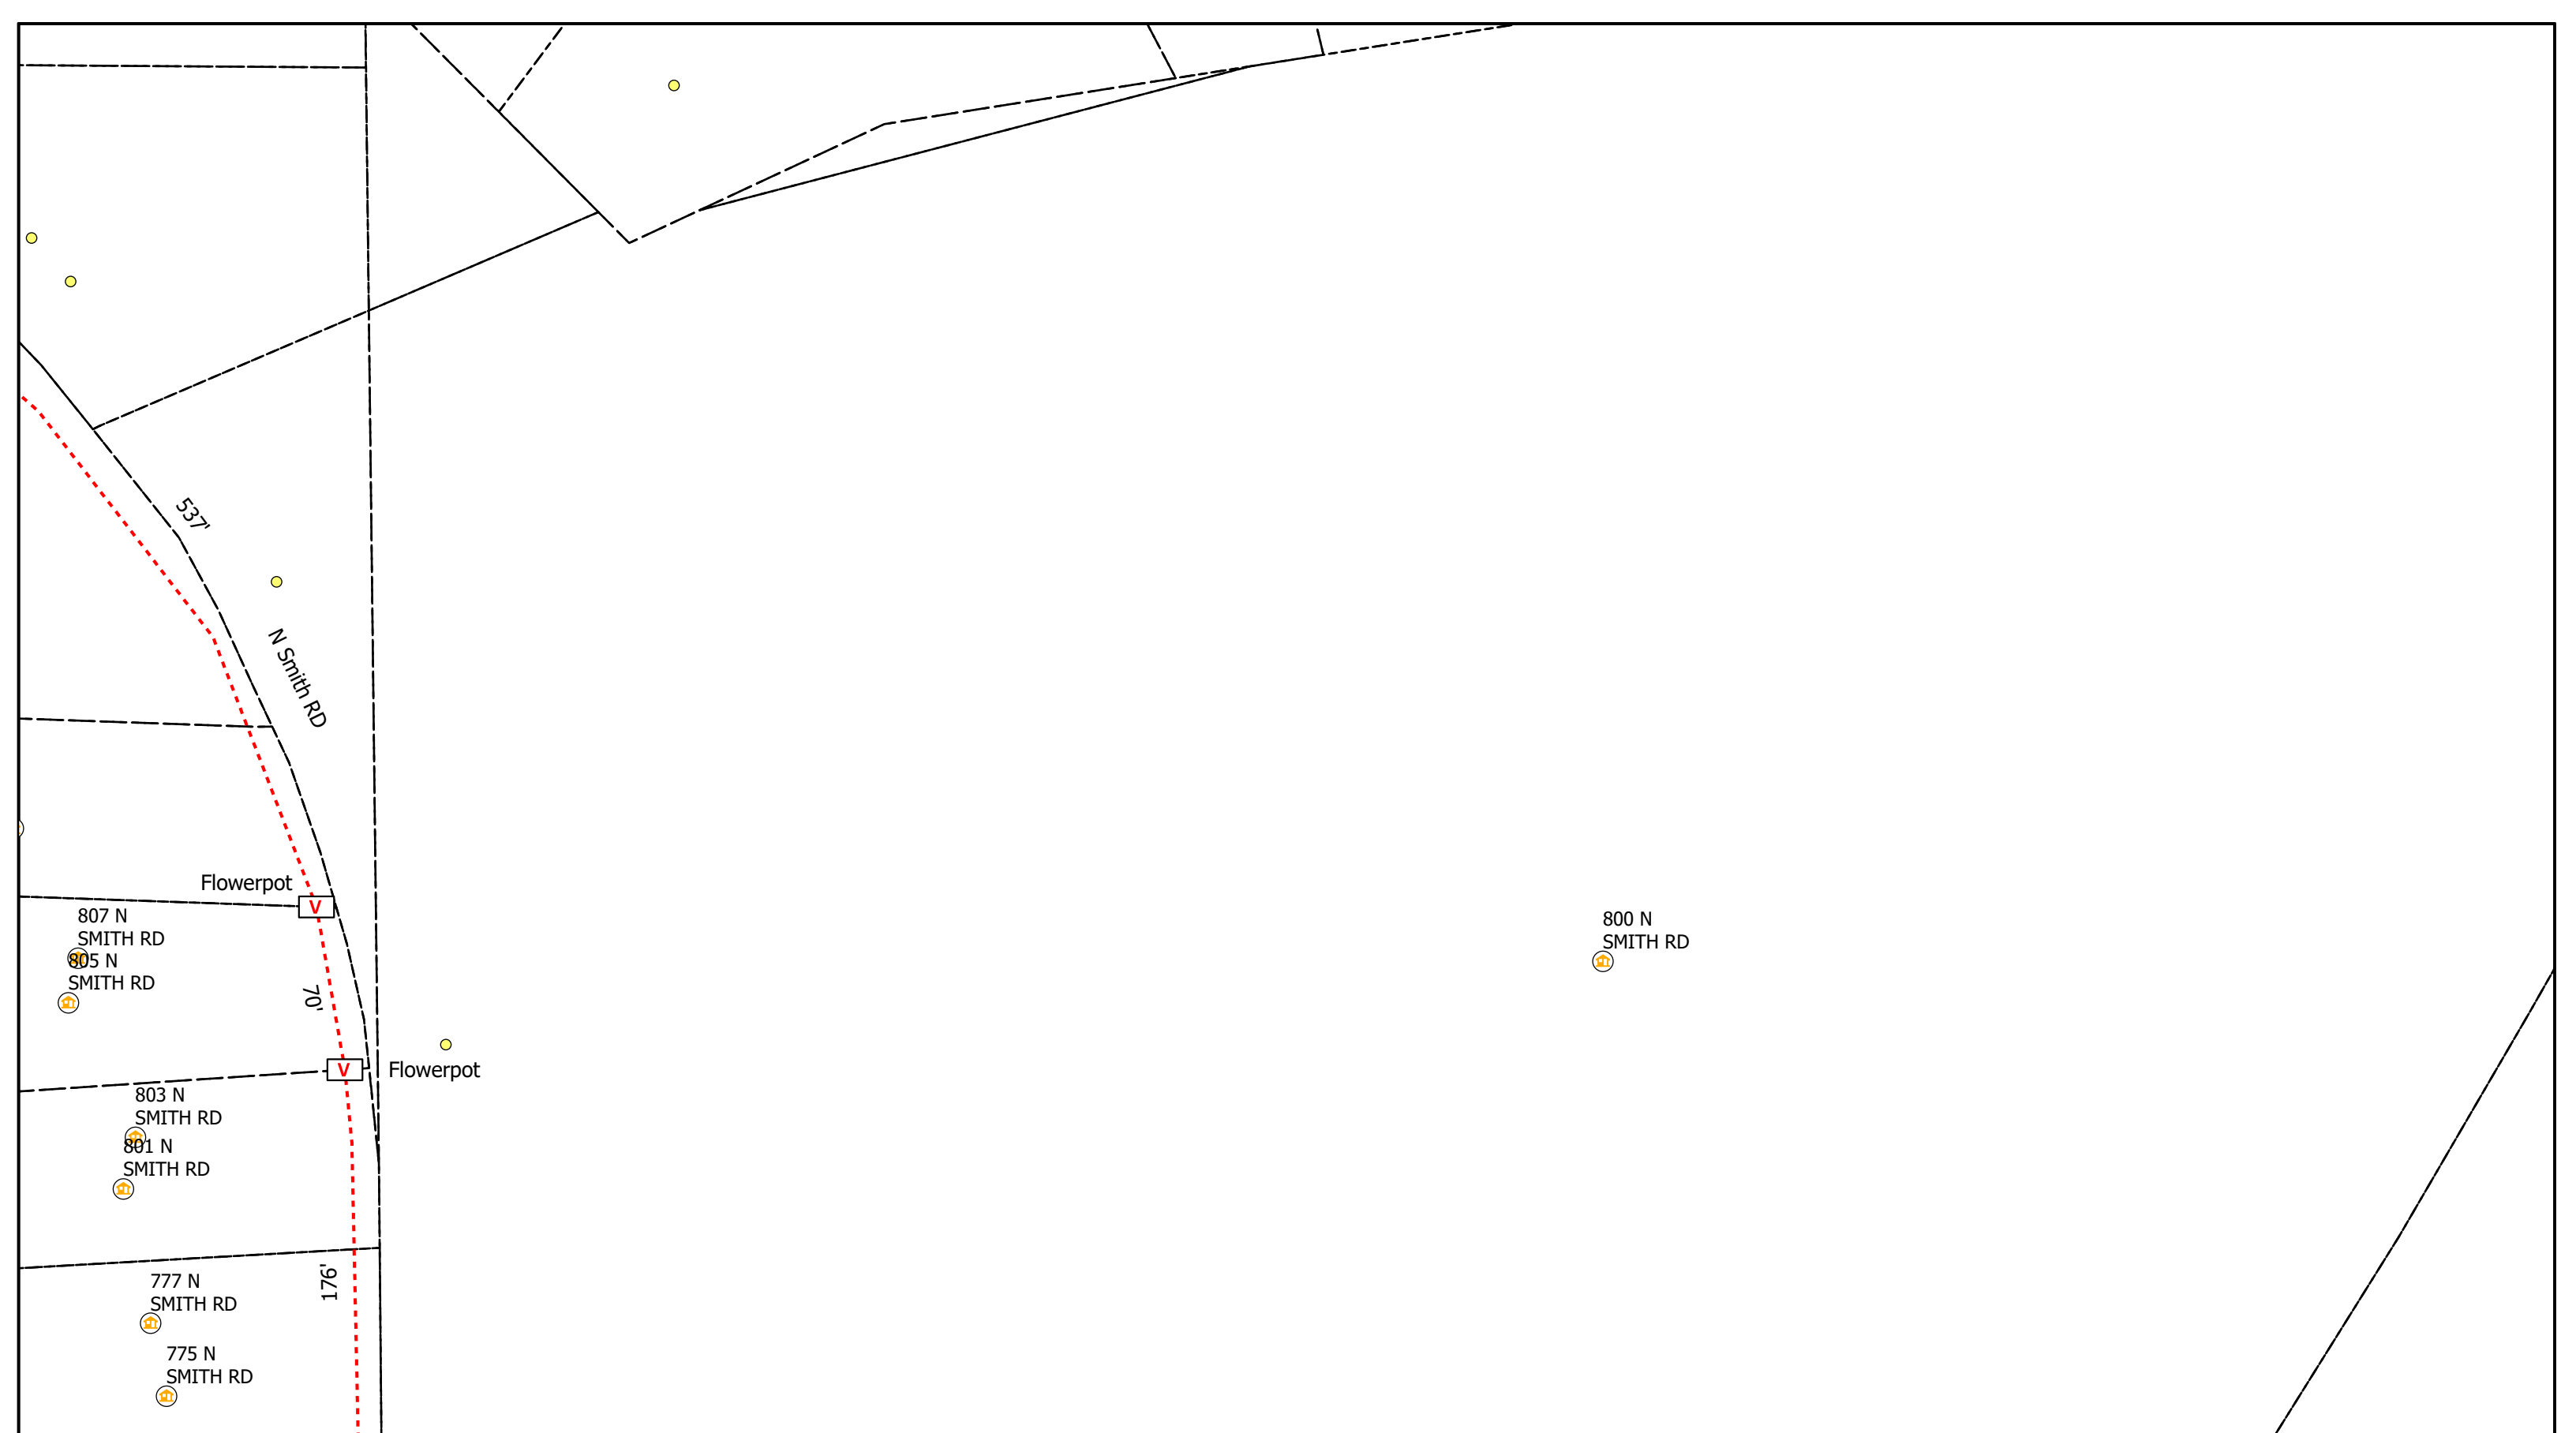 537'
N Smith RD
Flowerpot
V
807 N
SMITH RD
805 N
SMITH RD
800 N
SMITH RD
70'
V
Flowerpot
803 N
SMITH RD
801 N
SMITH RD
176'
777 N
SMITH RD
775 N
SMITH RD